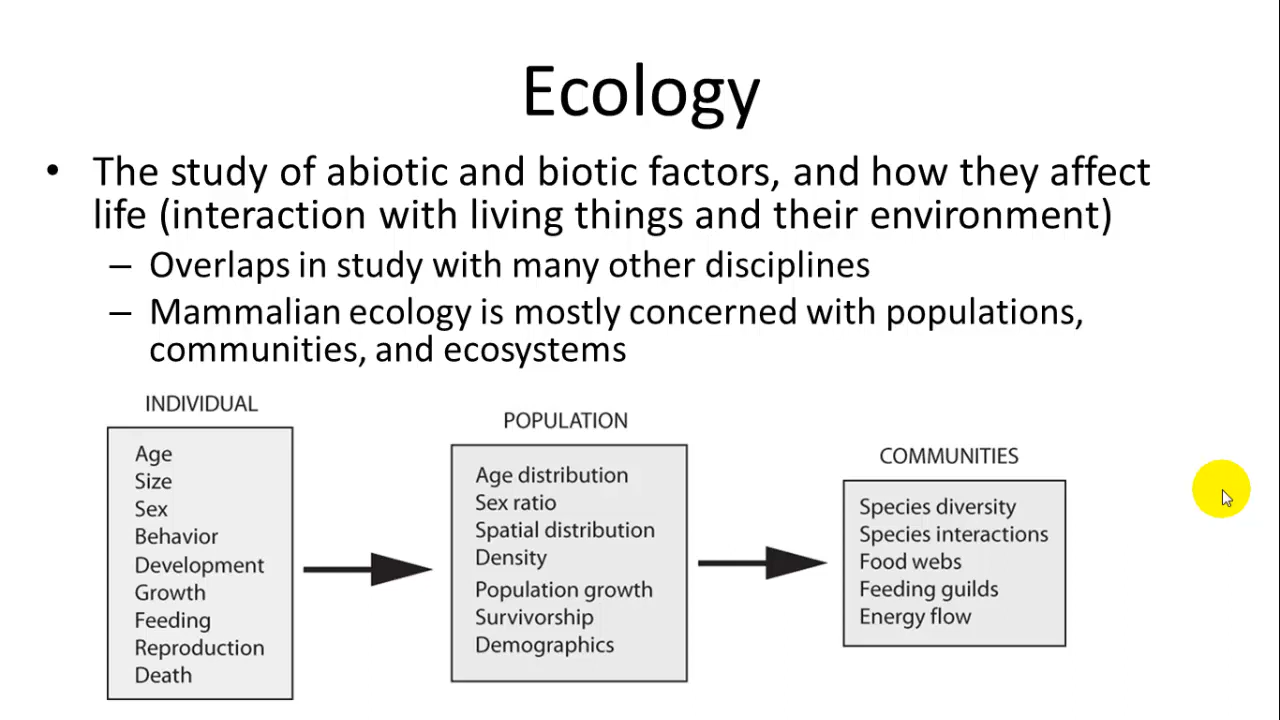 Ecology
• The study of abiotic and biotic factors, and how they affect
life (interaction with living things and their environment)
– Overlaps in study with many other disciplines
– Mammalian ecology is mostly concerned with populations,
communities, and ecosystems
INDIVIDUAL
Age
Size
Sex
Behavior
Development
Growth
Feeding
Reproduction
Death
POPULATION
Age distribution
Sex ratio
Spatial distribution
Density
Population growth
Survivorship
Demographics
COMMUNITIES
Species diversity
Species interactions
Food webs
Feeding guilds
Energy flow